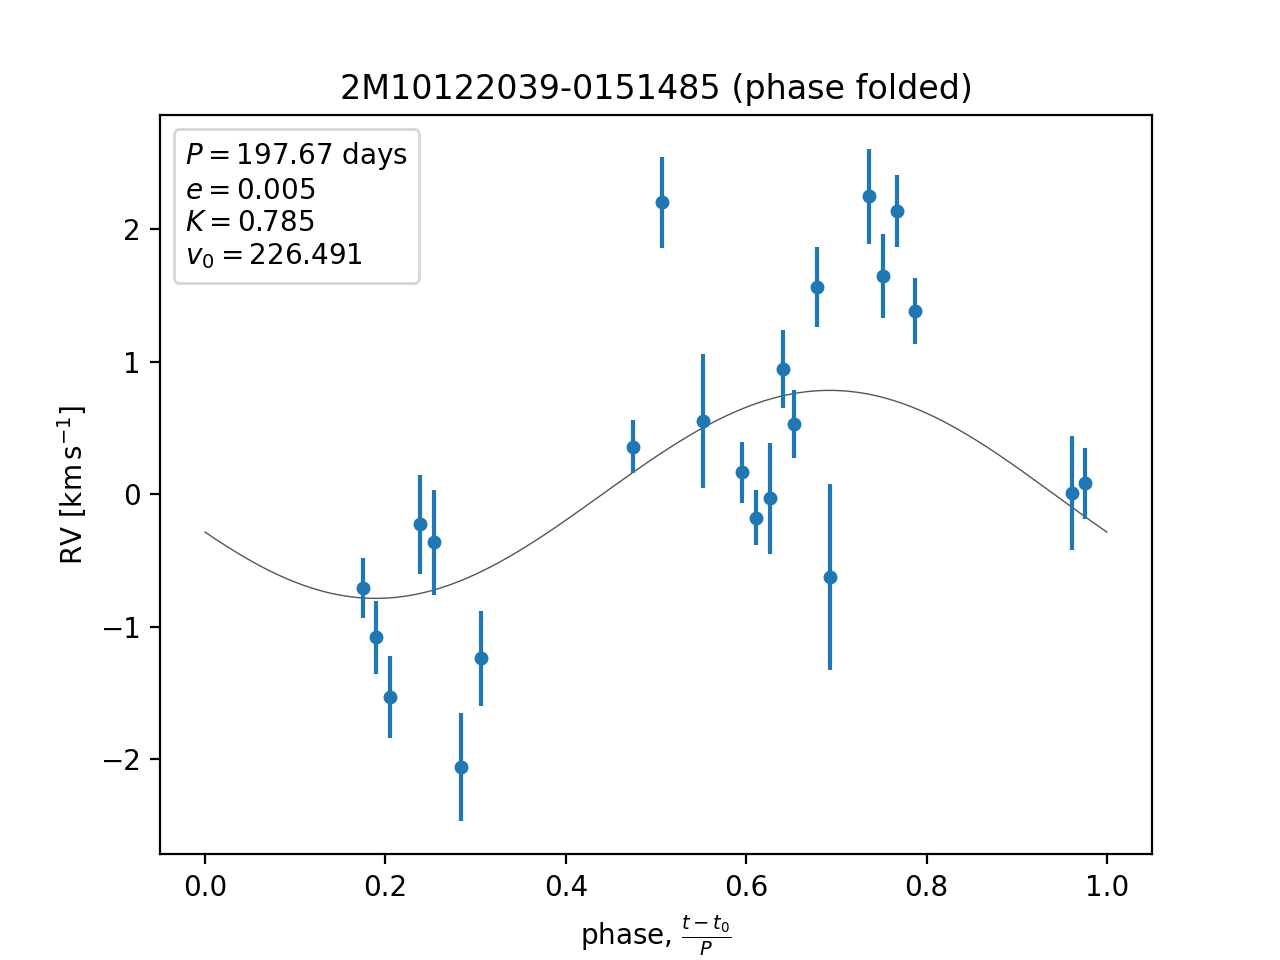 2M10122039-0151485 (phase folded)
P = 197.67 days
e = 0.005
K = 0.785
v₀ = 226.491
2
1
0
−1
−2
RV [km s⁻¹]
0.0 0.2 0.4 0.6 0.8 1.0
phase, (t − t₀)/P